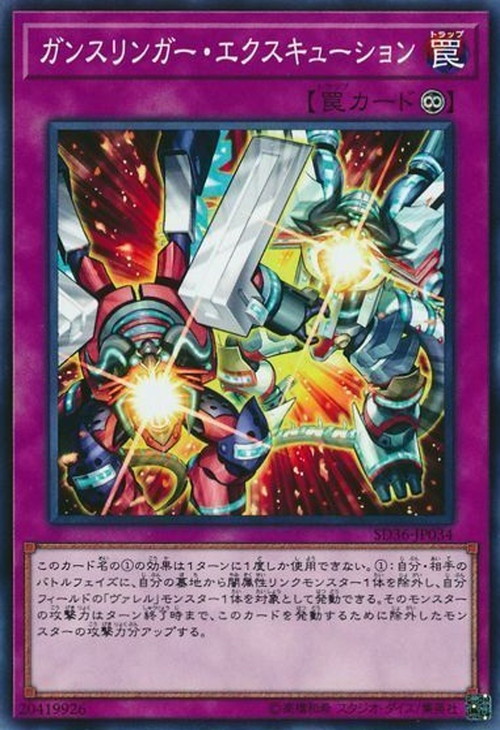 ガンスリンガー・エクスキューション
トラップ
罠
【罠カード】
SD36-JP034
このカード名の①の効果は1ターンに1度しか使用できない。①:自分・相手の
バトルフェイズに、自分の墓地から闇属性リンクモンスター1体を除外し、自分
フィールドの「ヴァレル」モンスター1体を対象として発動できる。そのモンスター
の攻撃力はターン終了時まで、このカードを発動するために除外したモン
スターの攻撃力分アップする。
20419926
©高橋和希 スタジオ・ダイス/集英社